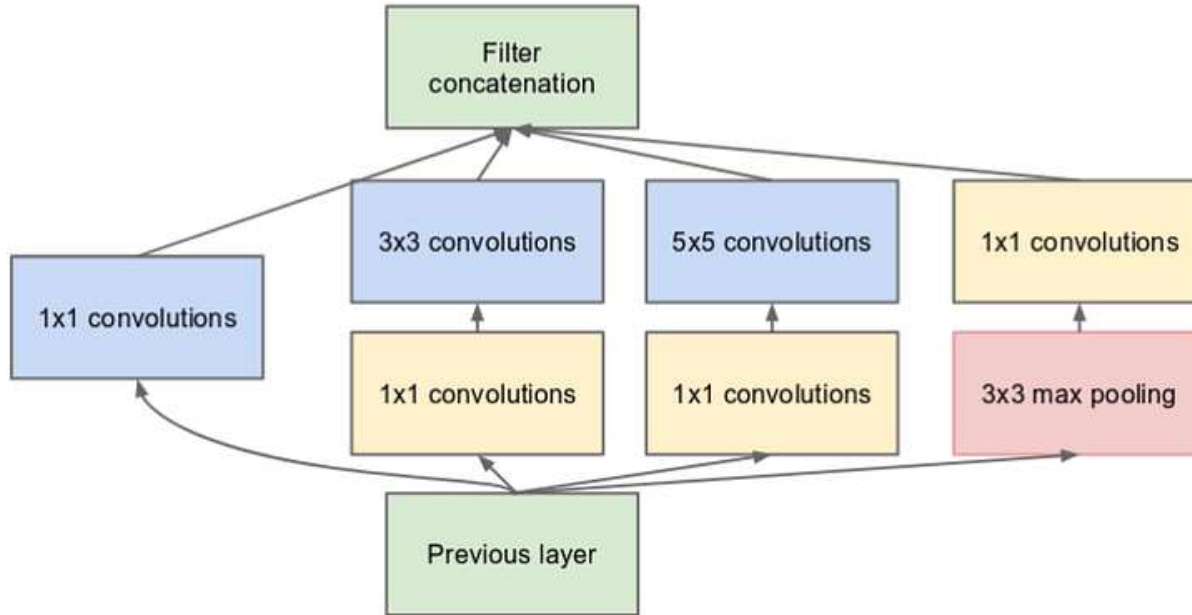 Filter
concatenation
3x3 convolutions
5x5 convolutions
1x1 convolutions
1x1 convolutions
1x1 convolutions
1x1 convolutions
3x3 max pooling
Previous layer